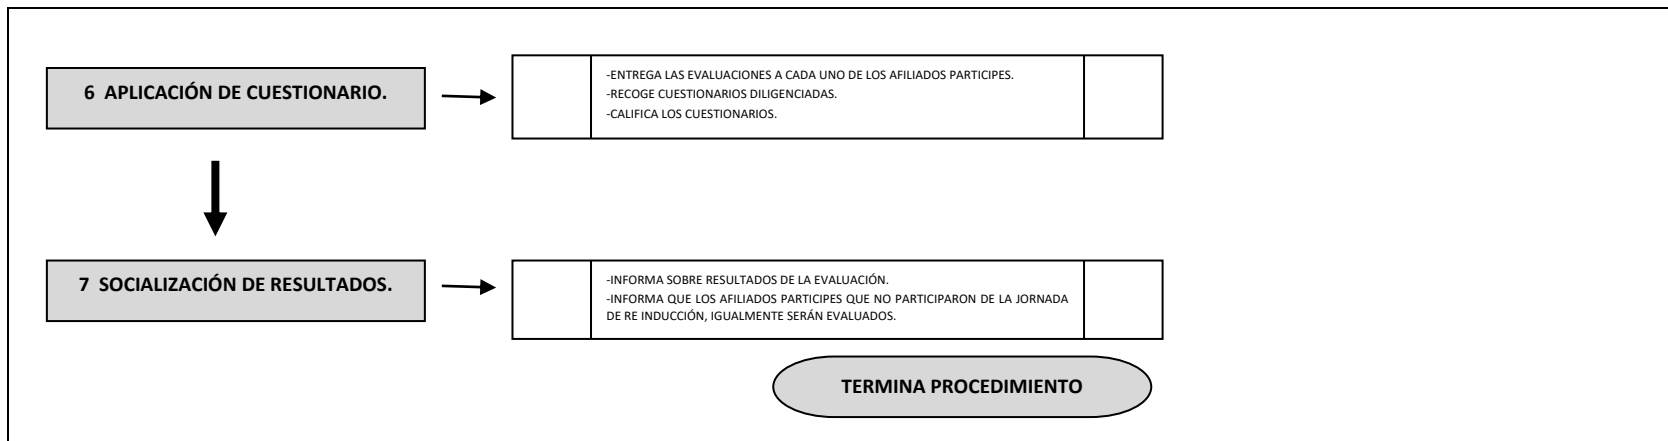 6 APLICACIÓN DE CUESTIONARIO.
-ENTREGA LAS EVALUACIONES A CADA UNO DE LOS AFILIADOS PARTICIPES.
-RECOGE CUESTIONARIOS DILIGENCIADAS.
-CALIFICA LOS CUESTIONARIOS.
7 SOCIALIZACIÓN DE RESULTADOS.
-INFORMA SOBRE RESULTADOS DE LA EVALUACIÓN.
-INFORMA QUE LOS AFILIADOS PARTICIPES QUE NO PARTICIPARON DE LA JORNADA
DE RE INDUCCIÓN, IGUALMENTE SERÁN EVALUADOS.
TERMINA PROCEDIMIENTO